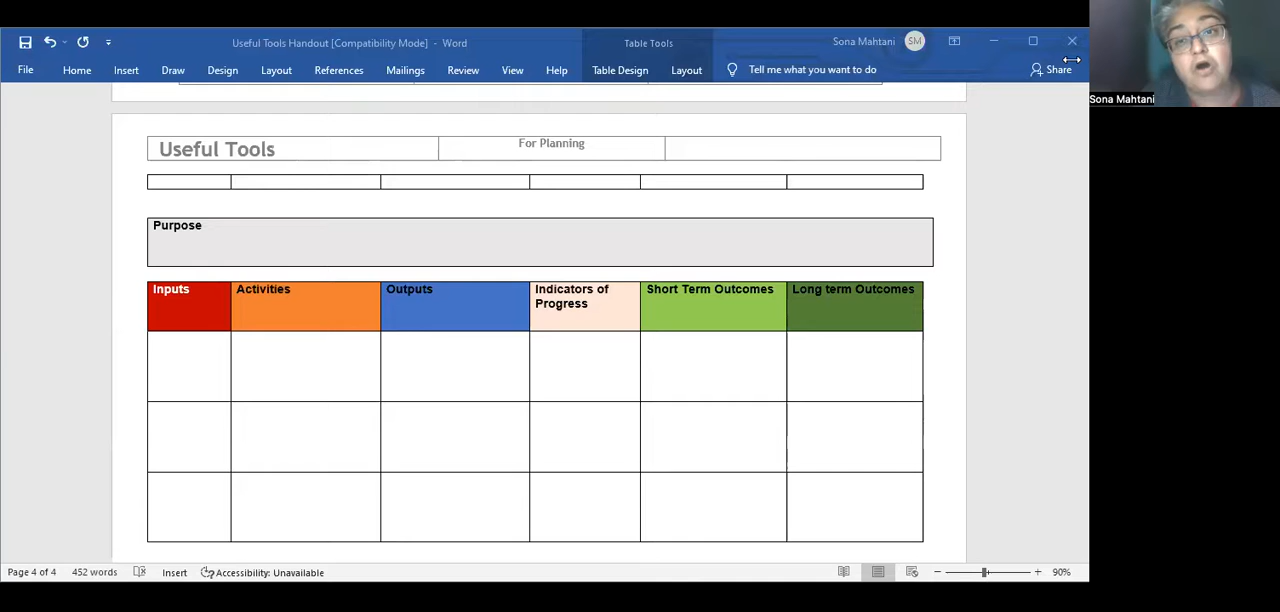 Useful Tools Handout [Compatibility Mode] - Word
Table Tools
Sona Mahtani SM
File Home Insert Draw Design Layout References Mailings Review View Help Table Design Layout Tell me what you want to do Share
Sona Mahtani
Useful Tools For Planning
Purpose
Inputs Activities Outputs Indicators of Short Term Outcomes Long term Outcomes
Progress
Page 4 of 4 452 words Insert Accessibility: Unavailable 90%